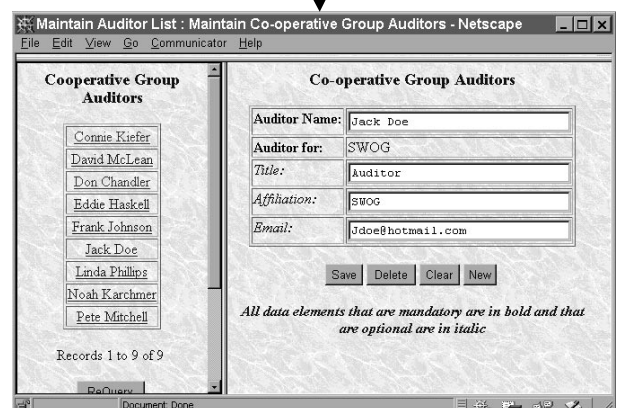 Maintain Auditor List : Maintain Co-operative Group Auditors - Netscape
File Edit View Go Communicator Help
Cooperative Group
Auditors
Connie Kiefer
David McLean
Don Chandler
Eddie Haskell
Frank Johnson
Jack Doe
Linda Phillips
Noah Karchmer
Pete Mitchell
Records 1 to 9 of 9
ReQuery
Co-operative Group Auditors
Auditor Name: Jack Doe
Auditor for: SWOG
Title: Auditor
Affiliation: SWOG
Email: Jdoe@hotmail.com
Save Delete Clear New
All data elements that are mandatory are in bold and that
are optional are in italic
Document: Done